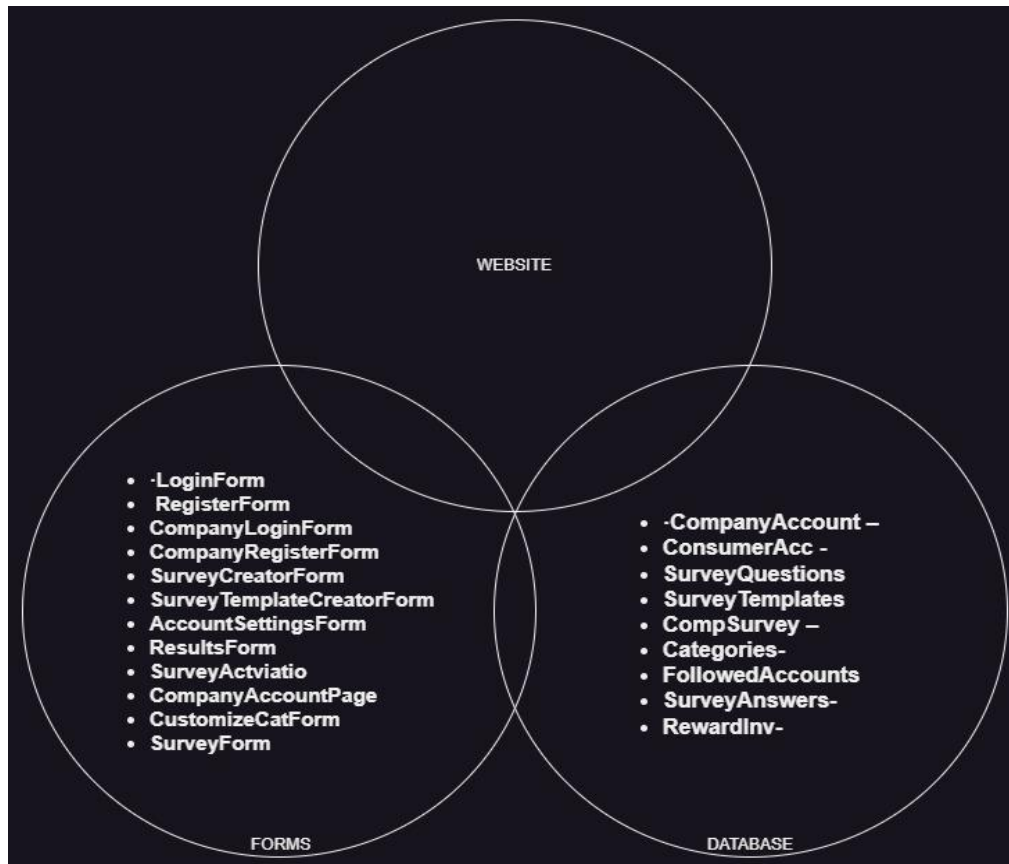 WEBSITE
• -LoginForm
• RegisterForm
• CompanyLoginForm
• CompanyRegisterForm
• SurveyCreatorForm
• SurveyTemplateCreatorForm
• AccountSettingsForm
• ResultsForm
• SurveyActviatio
• CompanyAccountPage
• CustomizeCatForm
• SurveyForm
FORMS
• -CompanyAccount –
• ConsumerAcc -
• SurveyQuestions
• SurveyTemplates
• CompSurvey –
• Categories-
• FollowedAccounts
• SurveyAnswers-
• RewardInv-
DATABASE